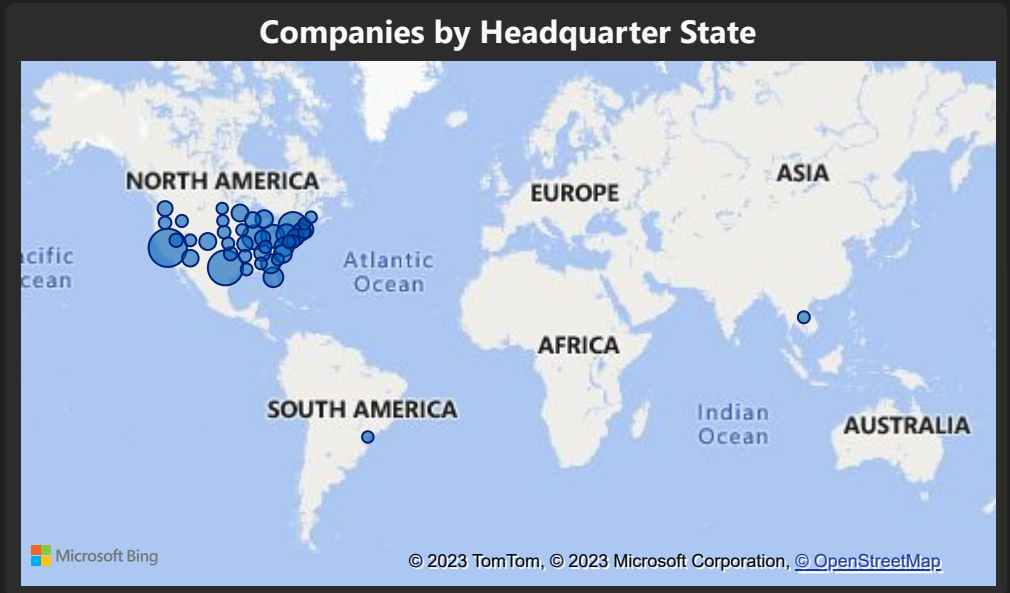 Companies by Headquarter State
NORTH AMERICA
EUROPE
ASIA
acific
cean
Atlantic
Ocean
AFRICA
SOUTH AMERICA
Indian
Ocean
AUSTRALIA
Microsoft Bing
© 2023 TomTom, © 2023 Microsoft Corporation, © OpenStreetMap